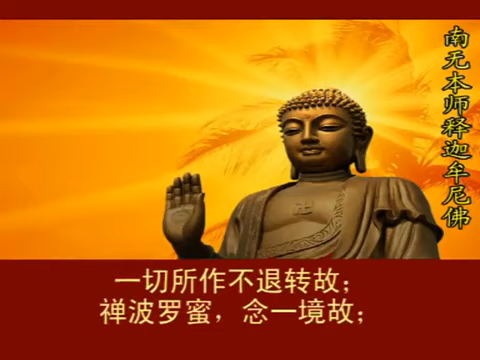 南无本师释迦牟尼佛
一切所作不退转故；
禅波罗蜜，念一境故；